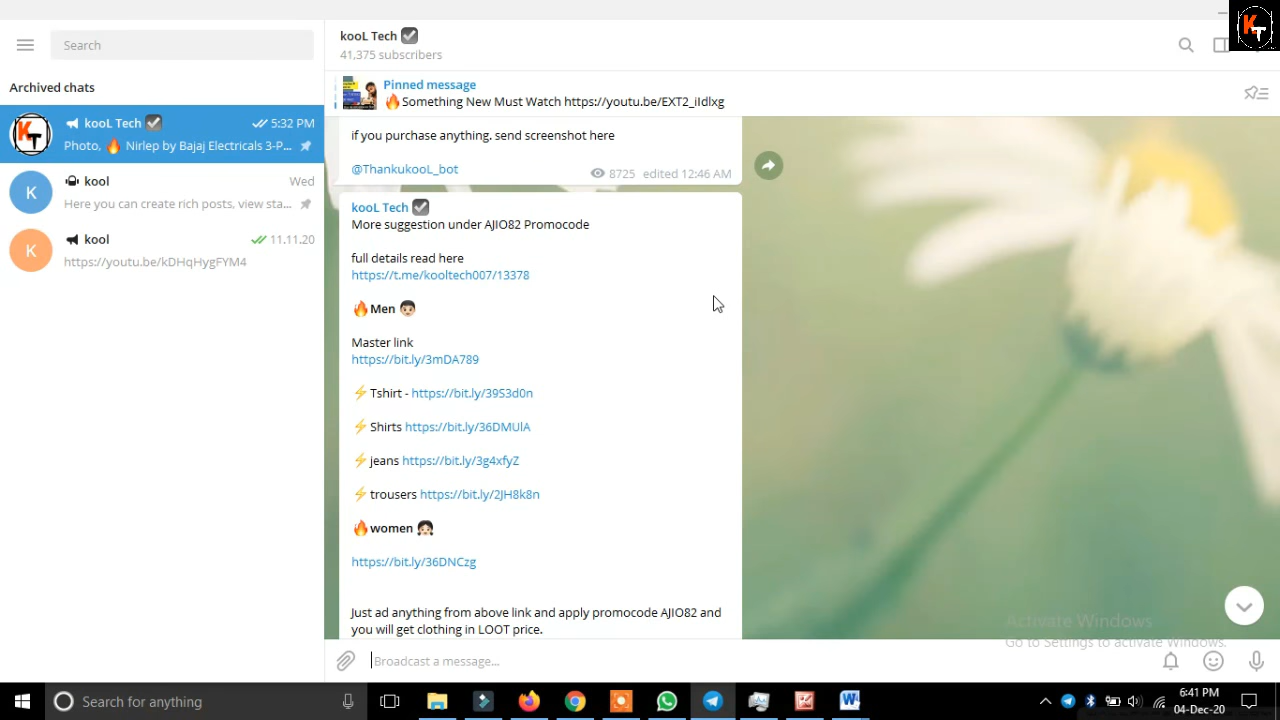 Search
Archived chats
kooL Tech
5:32 PM
Photo, 🔥 Nirlep by Bajaj Electricals 3-P...
K
kool
Wed
Here you can create rich posts, view sta...
K
kool
11.11.20
https://youtu.be/kDHqHygFYM4
kooL Tech
41,375 subscribers
KT
Pinned message
🔥Something New Must Watch https://youtu.be/EXT2_iIdlxg
if you purchase anything. send screenshot here
@ThankukooL_bot
8725 edited 12:46 AM
kooL Tech
More suggestion under AJIO82 Promocode
full details read here
https://t.me/kooltech007/13378
🔥Men 👨🏻
Master link
https://bit.ly/3mDA789
⚡Tshirt - https://bit.ly/39S3d0n
⚡Shirts https://bit.ly/36DMUlA
⚡jeans https://bit.ly/3g4xfyZ
⚡trousers https://bit.ly/2JH8k8n
🔥women 👧🏻
https://bit.ly/36DNCzg
Just ad anything from above link and apply promocode AJIO82 and
you will get clothing in LOOT price.
Activate Windows
Go to Settings to activate Windows.
Broadcast a message...
Search for anything
6:41 PM
04-Dec-20